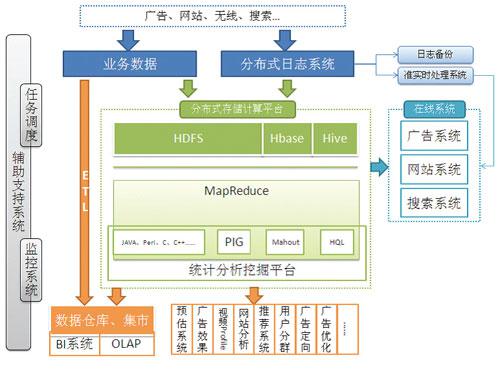 广告、网站、无线、搜索...
业务数据
分布式日志系统
日志备份
准实时处理系统
任务调度
辅助支持系统
监控系统
ETL
分布式存储计算平台
HDFS
Hbase
Hive
MapReduce
JAVA、Perl、C、C++......
PIG
Mahout
HQL
统计分析挖掘平台
在线系统
广告系统
网站系统
搜索系统
数据仓库、集市
BI系统
OLAP
预估系统
广告效果
视频Profile
网站分析
推荐系统
用户分群
广告定向
广告优化
......